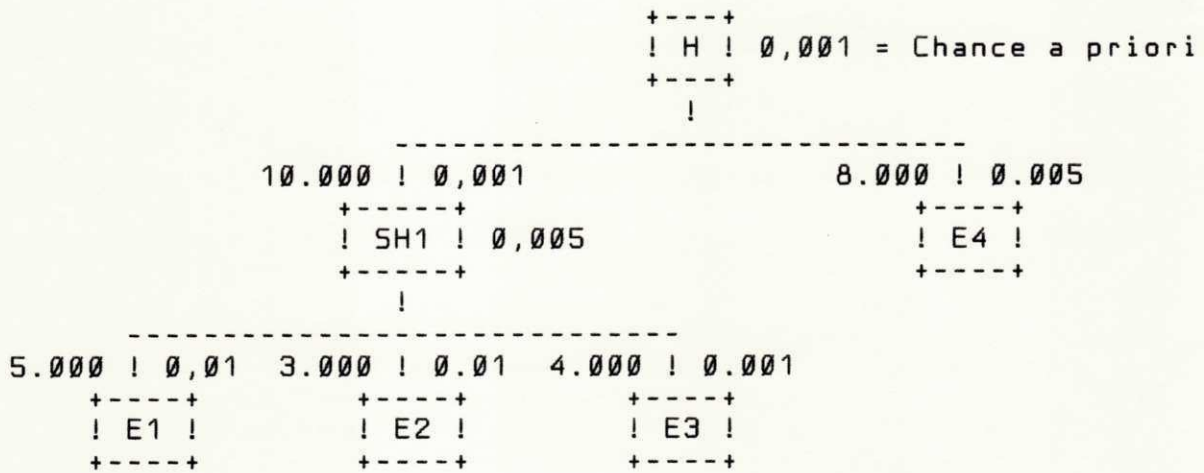 +---+
! H ! 0,001 = Chance a priori
+---+
!
-----------------------------
10.000 ! 0,001 8.000 ! 0.005
+-----+ +----+
! SH1 ! 0,005 ! E4 !
+-----+ +----+
!
-----------------------------
5.000 ! 0,01 3.000 ! 0.01 4.000 ! 0.001
+----+ +----+ +----+
! E1 ! ! E2 ! ! E3 !
+----+ +----+ +----+